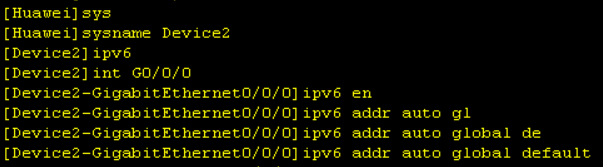 [Huawei]sys
[Huawei]sysname Device2
[Device2]ipv6
[Device2]int G0/0/0
[Device2-GigabitEthernet0/0/0]ipv6 en
[Device2-GigabitEthernet0/0/0]ipv6 addr auto gl
[Device2-GigabitEthernet0/0/0]ipv6 addr auto global de
[Device2-GigabitEthernet0/0/0]ipv6 addr auto global default